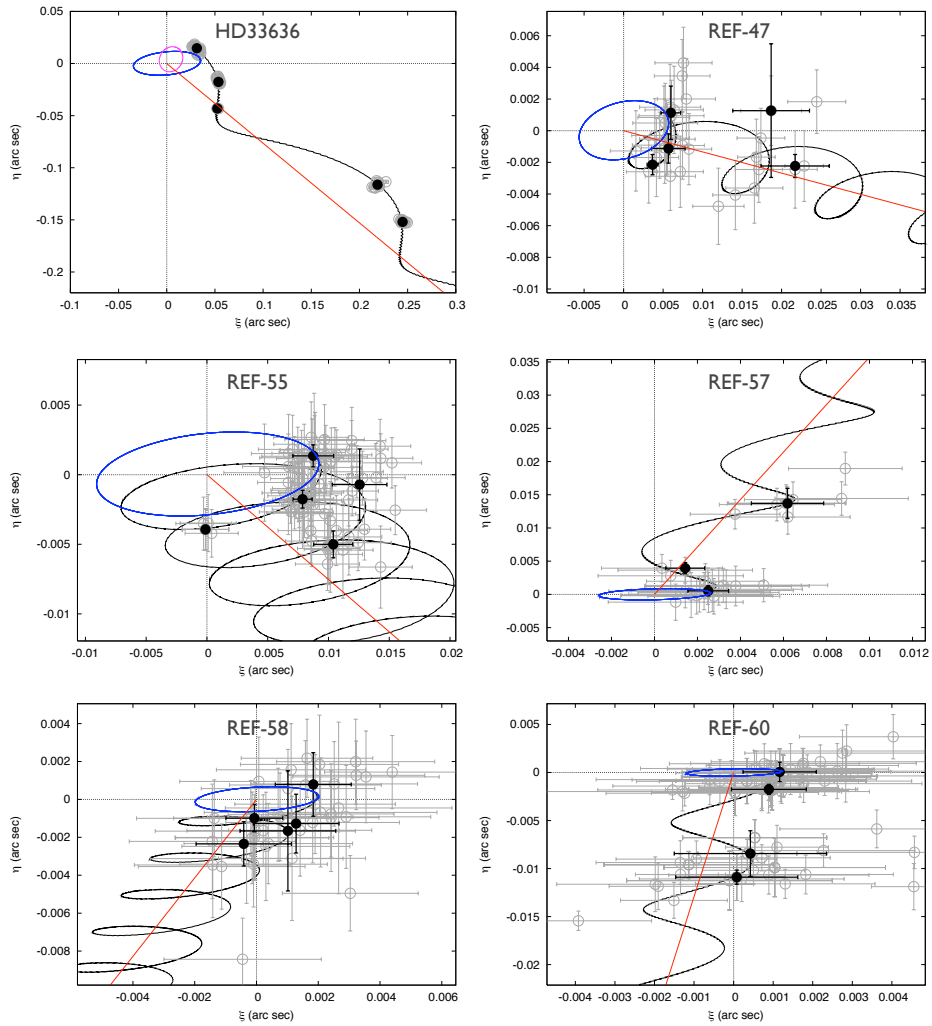 HD33636
0.05
0
-0.05
-0.1
-0.15
-0.2
η (arc sec)
-0.1 -0.05 0 0.05 0.1 0.15 0.2 0.25 0.3
ξ (arc sec)
REF-47
0.006
0.004
0.002
0
-0.002
-0.004
-0.006
-0.008
-0.01
η (arc sec)
-0.005 0 0.005 0.01 0.015 0.02 0.025 0.03 0.035
ξ (arc sec)
REF-55
0.005
0
-0.005
-0.01
η (arc sec)
-0.01 -0.005 0 0.005 0.01 0.015 0.02
ξ (arc sec)
REF-57
0.035
0.03
0.025
0.02
0.015
0.01
0.005
0
-0.005
η (arc sec)
-0.004 -0.002 0 0.002 0.004 0.006 0.008 0.01 0.012
ξ (arc sec)
REF-58
0.004
0.002
0
-0.002
-0.004
-0.006
-0.008
η (arc sec)
-0.004 -0.002 0 0.002 0.004 0.006
ξ (arc sec)
REF-60
0.005
0
-0.005
-0.01
-0.015
-0.02
η (arc sec)
-0.004 -0.003 -0.002 -0.001 0 0.001 0.002 0.003 0.004
ξ (arc sec)